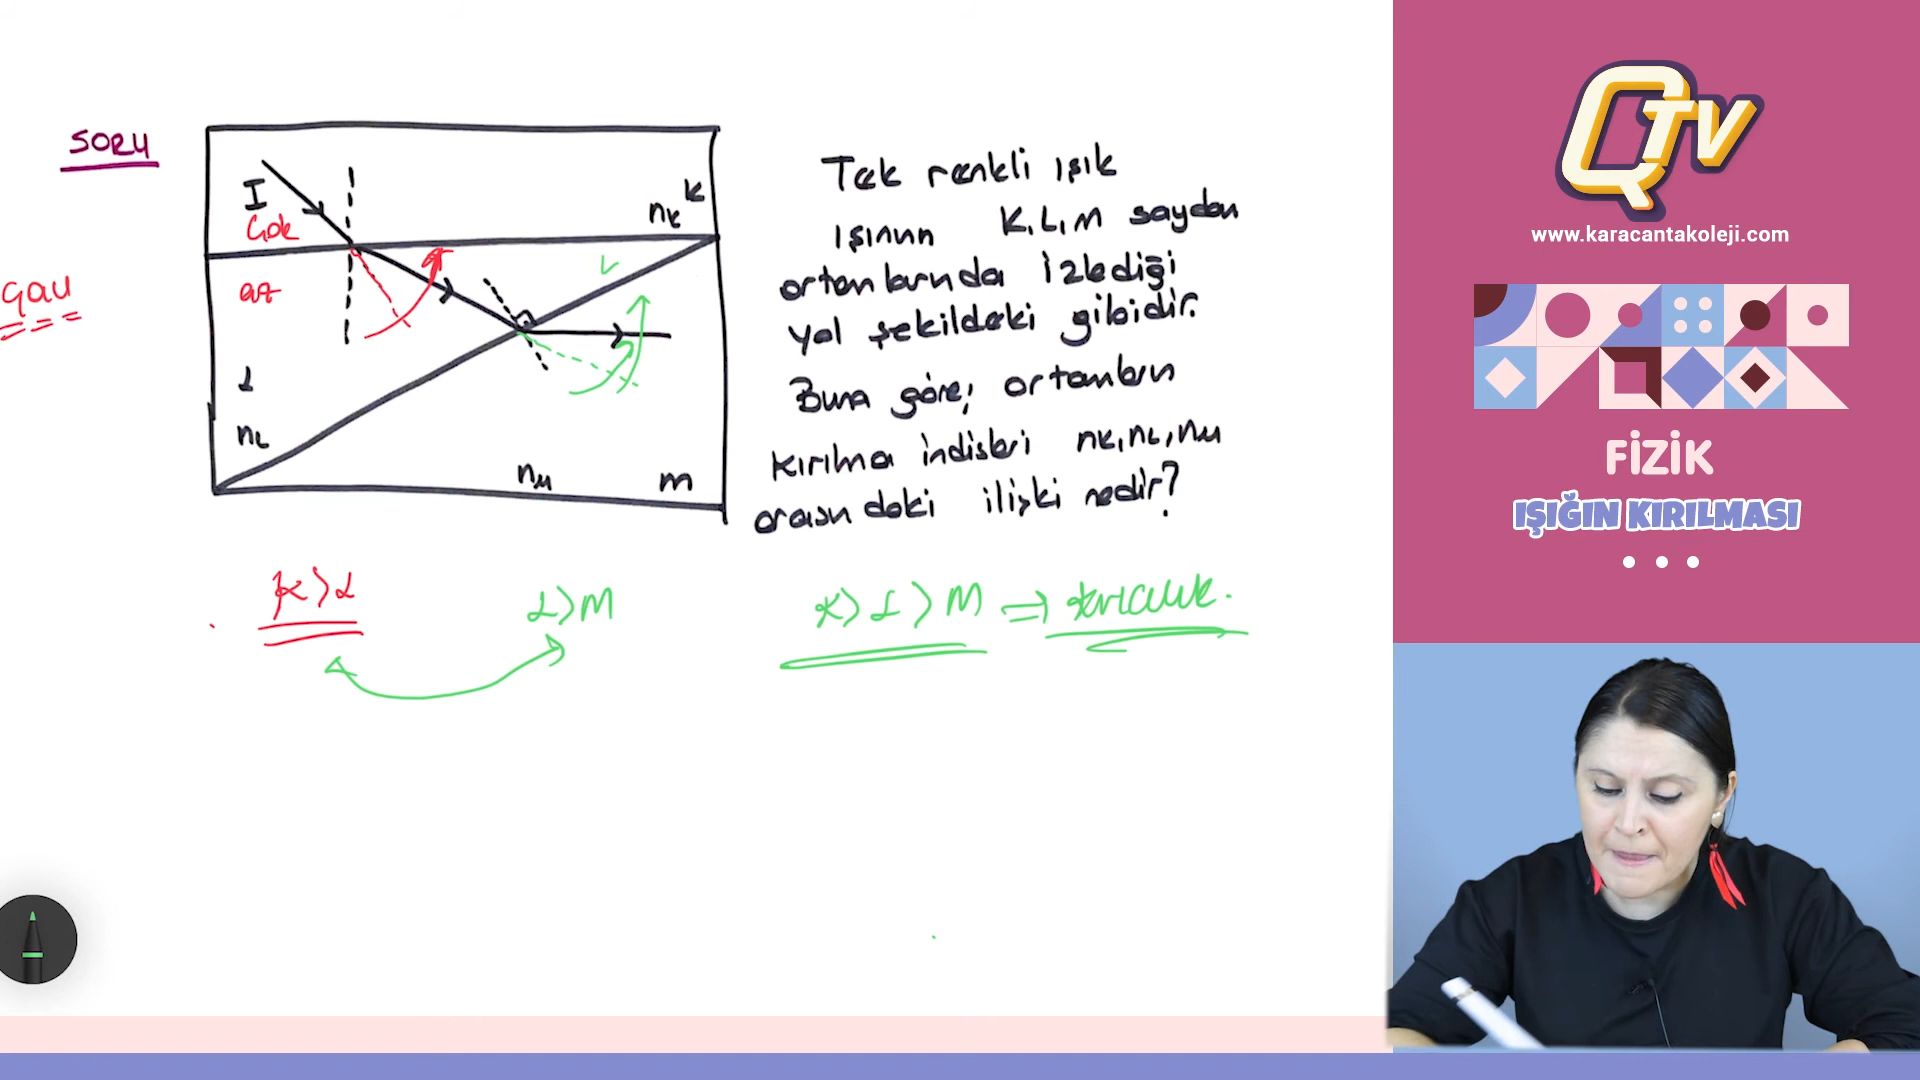 SORU
I
Çok
nK
K
az
L
nL
nM
m
Tek renkli ışık
ışının K, L, M saydam
ortamlarında izlediği
yol şekildeki gibidir.
Buna göre; ortamların
kırılma indisleri nK, nL, nM
arasındaki ilişki nedir?
K > L
L > M
K > L > M ⇒ kırıcılık.
QTV
www.karacantakoleji.com
FİZİK
IŞIĞIN KIRILMASI